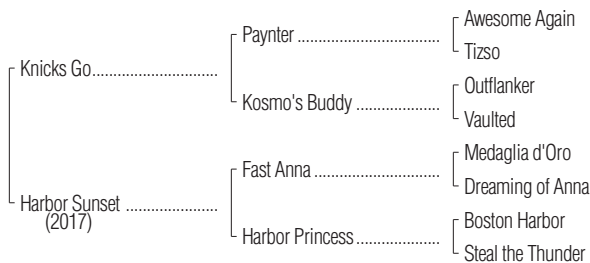 Awesome Again
Paynter ................................
Tizso
Knicks Go............................
Outflanker
Kosmo's Buddy ...................
Vaulted
Medaglia d'Oro
Fast Anna ............................
Dreaming of Anna
Harbor Sunset .....................
(2017)
Boston Harbor
Harbor Princess...................
Steal the Thunder